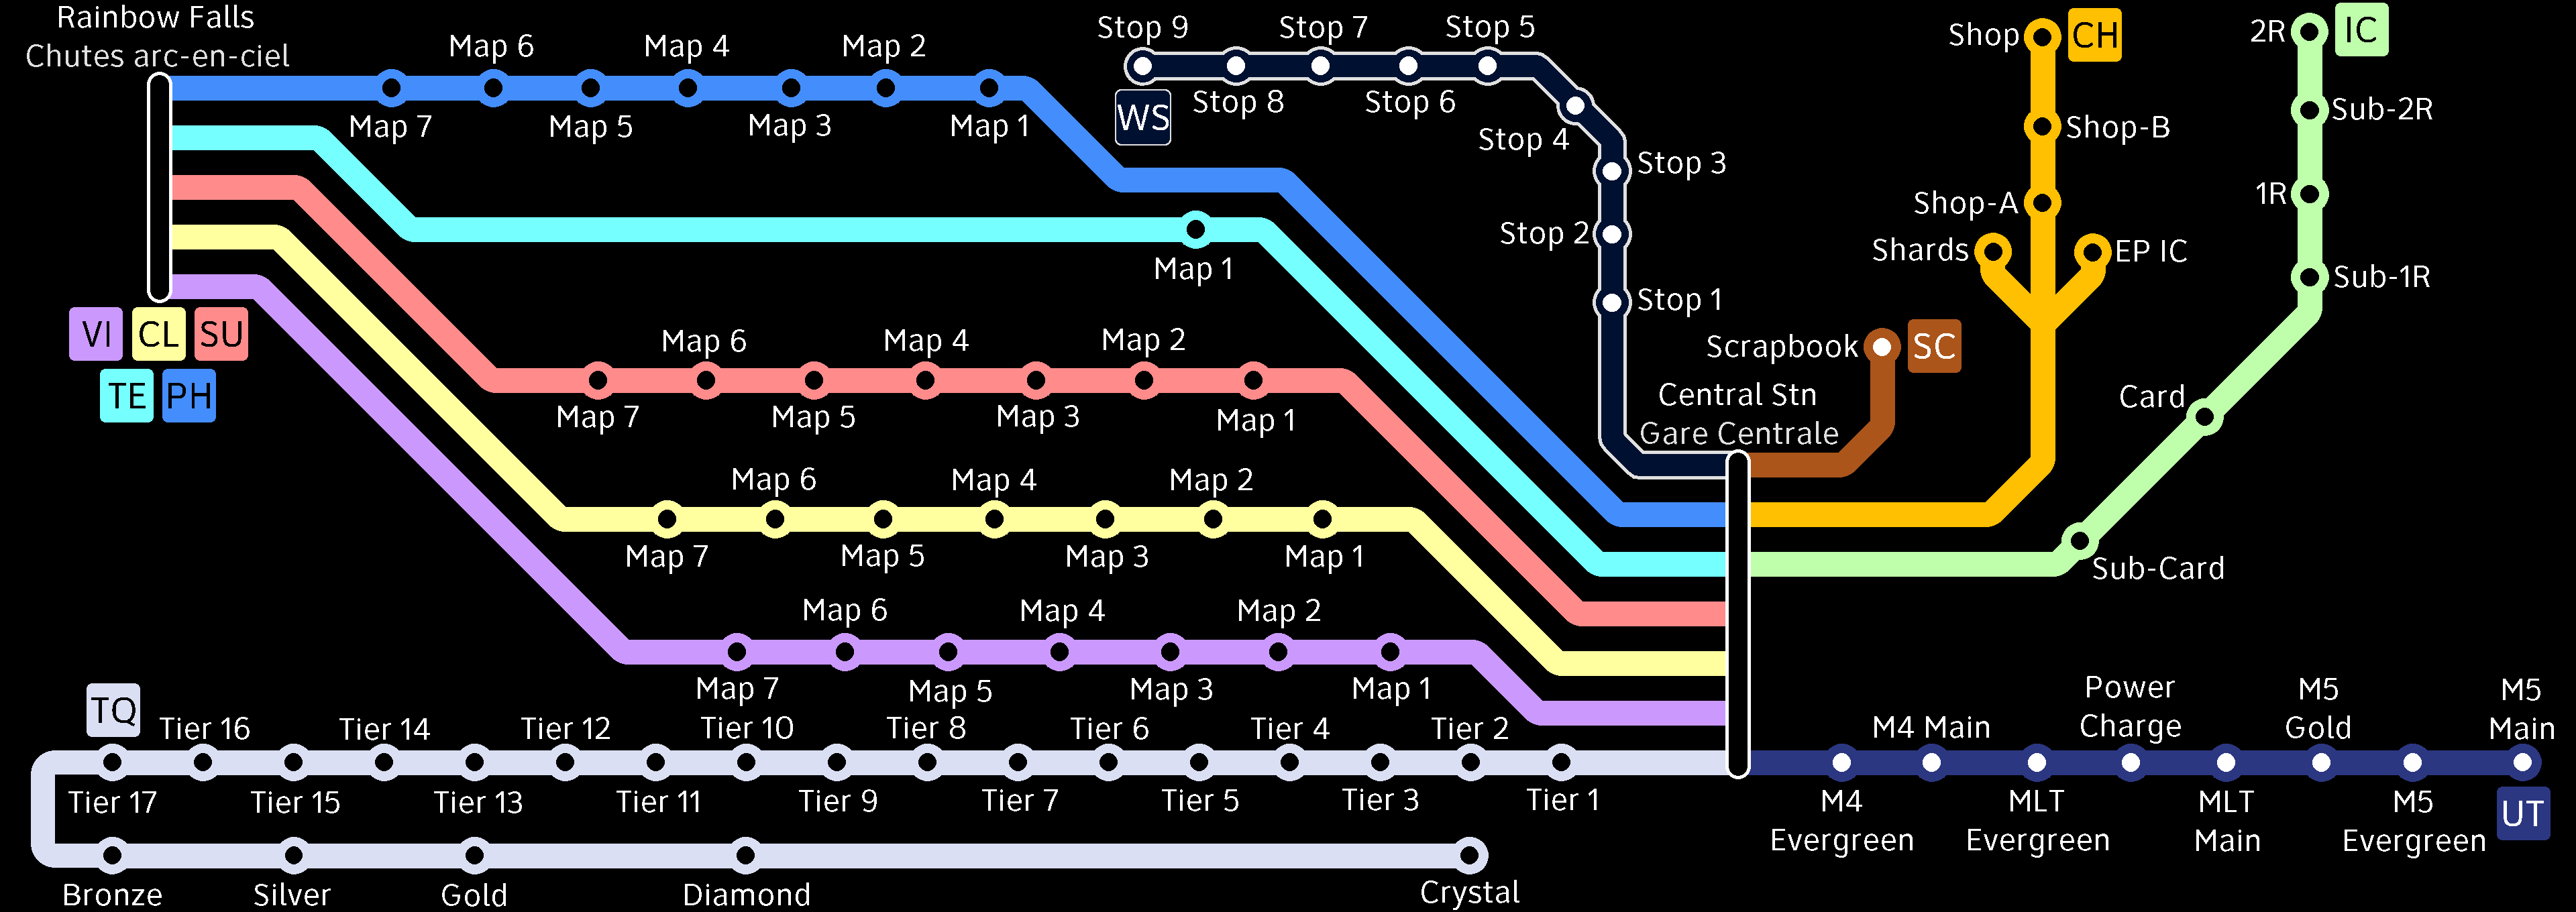 Rainbow Falls
Chutes arc-en-ciel
VI
CL
SU
TE
PH
Map 7
Map 6
Map 5
Map 4
Map 3
Map 2
Map 1
Map 1
Map 7
Map 6
Map 5
Map 4
Map 3
Map 2
Map 1
Map 7
Map 6
Map 5
Map 4
Map 3
Map 2
Map 1
Map 7
Map 6
Map 5
Map 4
Map 3
Map 2
Map 1
Stop 9
WS
Stop 8
Stop 7
Stop 6
Stop 5
Stop 4
Stop 3
Stop 2
Stop 1
Central Stn
Gare Centrale
Scrapbook
SC
Shop
CH
Shop-B
Shop-A
Shards
EP IC
2R
IC
Sub-2R
1R
Sub-1R
Card
Sub-Card
TQ
Tier 17
Tier 16
Tier 15
Tier 14
Tier 13
Tier 12
Tier 11
Tier 10
Tier 9
Tier 8
Tier 7
Tier 6
Tier 5
Tier 4
Tier 3
Tier 2
Tier 1
Bronze
Silver
Gold
Diamond
Crystal
M4
Evergreen
M4 Main
MLT
Evergreen
Power
Charge
MLT
Main
M5
Gold
M5
Evergreen
M5
Main
UT